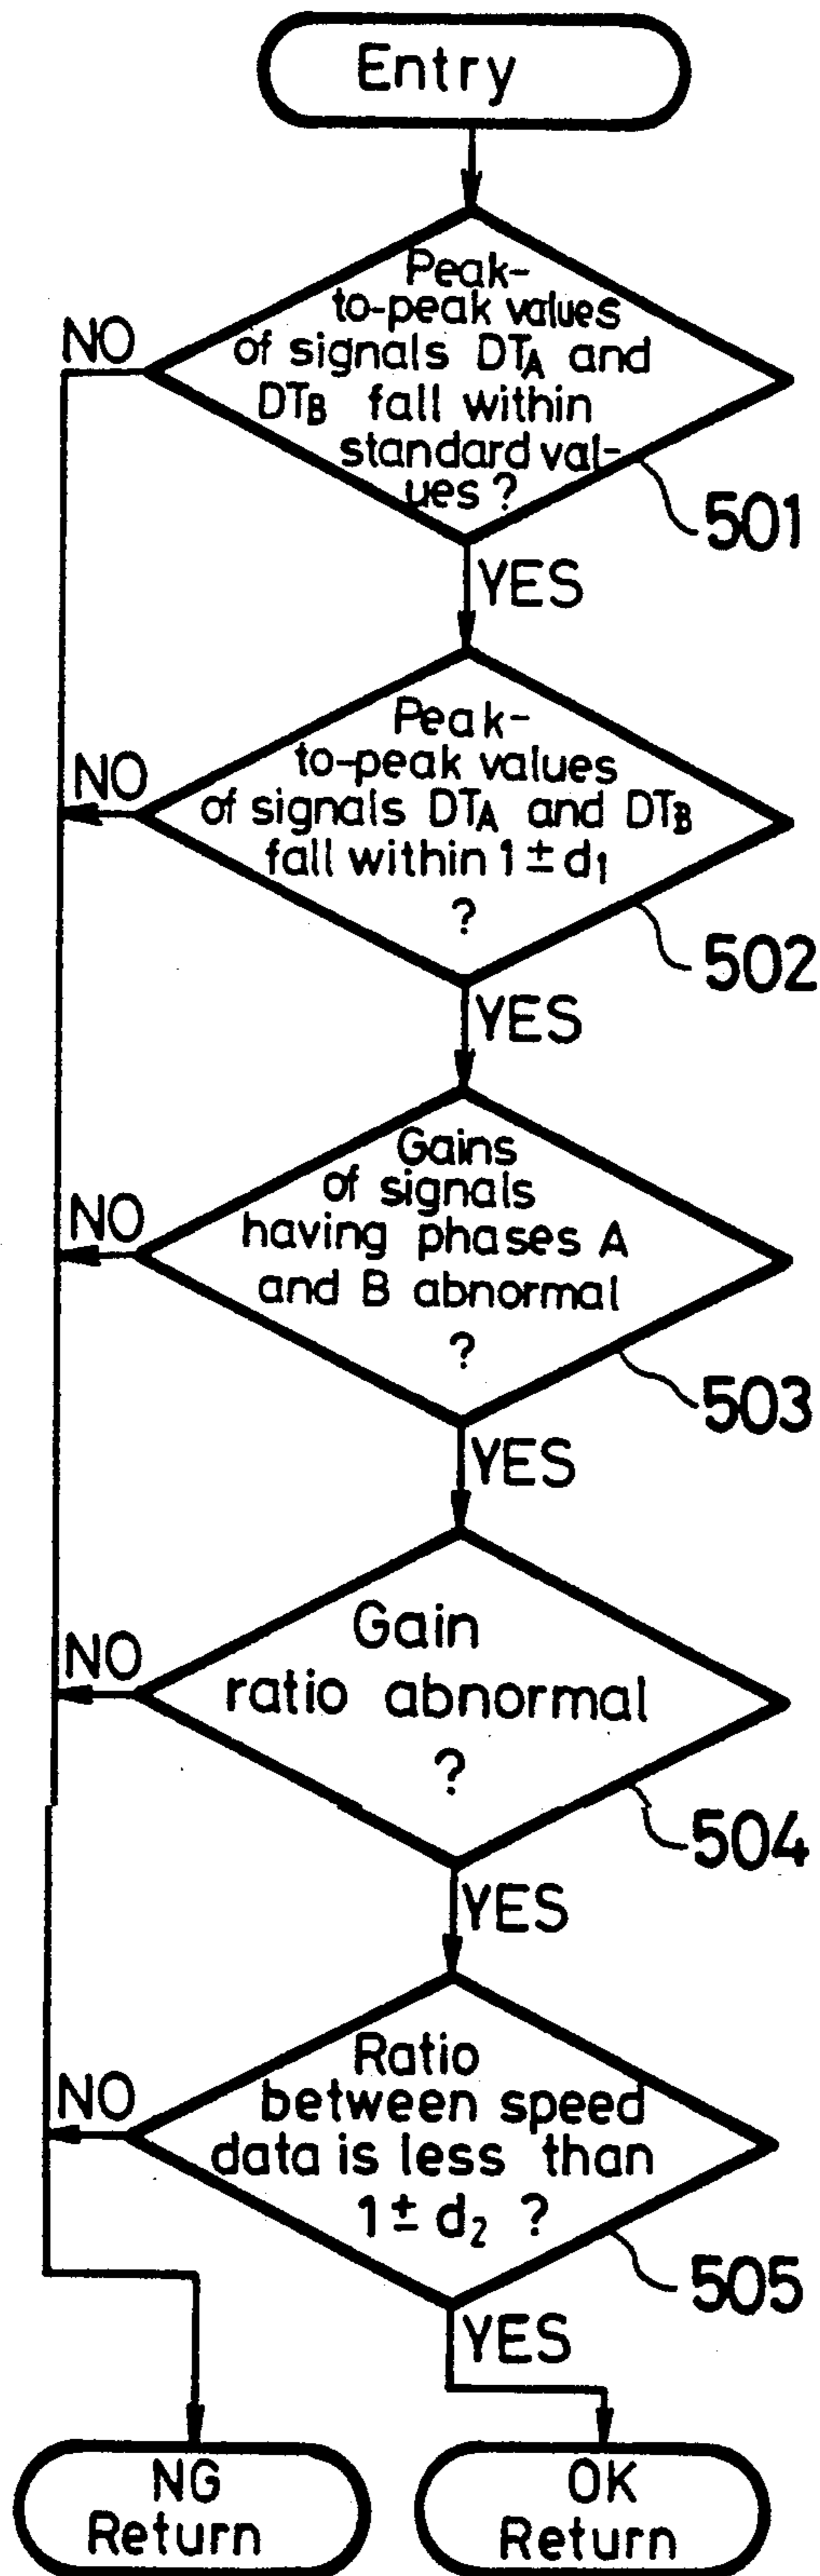 Entry
Peak-
to-peak values
of signals DTA and
DTB fall within
standard val-
ues ?
NO
501
YES
Peak-
to-peak values
of signals DTA and DTB
fall within 1 ± d1
?
NO
502
YES
Gains
of signals
having phases A
and B abnormal
?
NO
503
YES
Gain
ratio abnormal
?
NO
504
YES
Ratio
between speed
data is less than
1 ± d2 ?
NO
505
YES
NG
Return
OK
Return